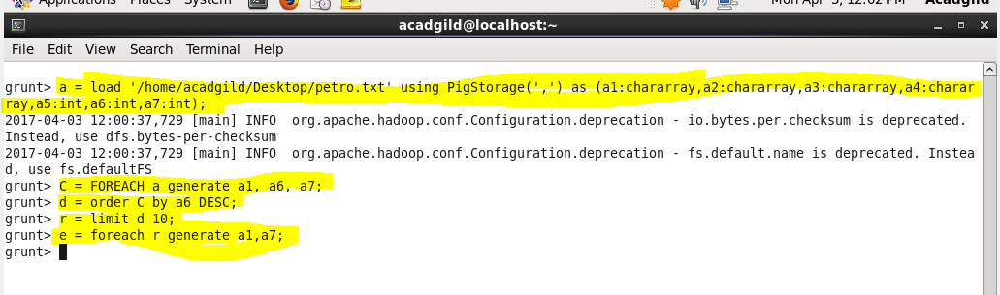 Applications Places System Mon Apr 3, 12:02 PM Acadgild
acadgild@localhost:~
File Edit View Search Terminal Help
grunt> a = load '/home/acadgild/Desktop/petro.txt' using PigStorage(',') as (a1:chararray,a2:chararray,a3:chararray,a4:charar
ray,a5:int,a6:int,a7:int);
2017-04-03 12:00:37,729 [main] INFO  org.apache.hadoop.conf.Configuration.deprecation - io.bytes.per.checksum is deprecated.
Instead, use dfs.bytes-per-checksum
2017-04-03 12:00:37,729 [main] INFO  org.apache.hadoop.conf.Configuration.deprecation - fs.default.name is deprecated. Instea
d, use fs.defaultFS
grunt> C = FOREACH a generate a1, a6, a7;
grunt> d = order C by a6 DESC;
grunt> r = limit d 10;
grunt> e = foreach r generate a1,a7;
grunt>